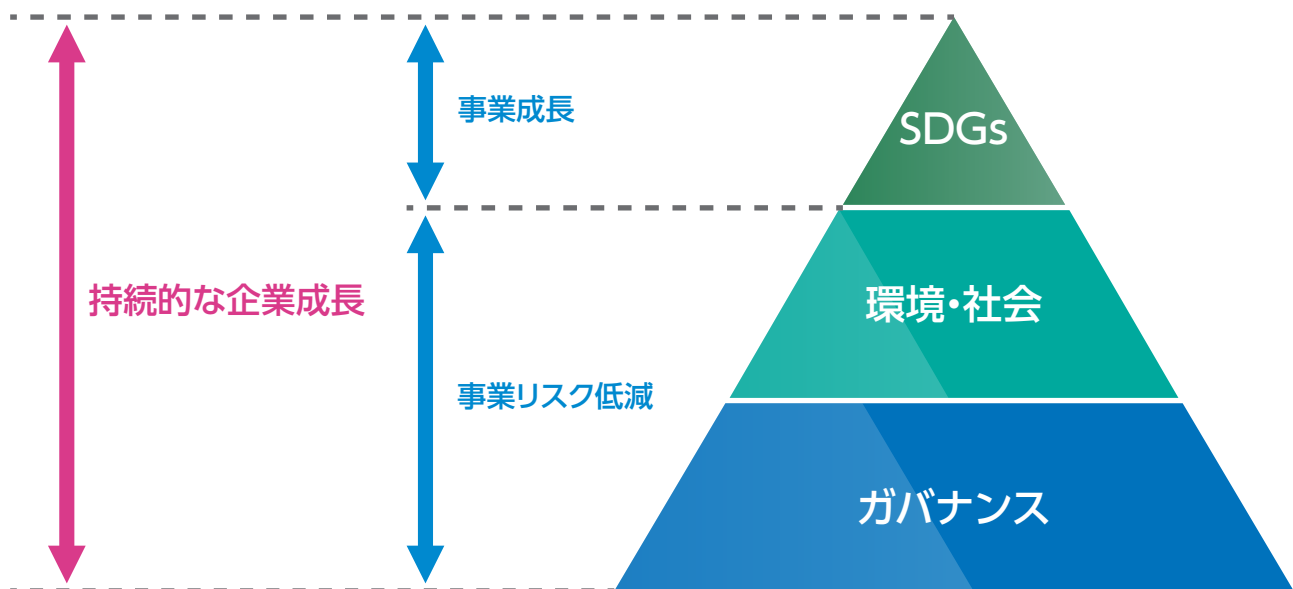 事業成長
SDGs
持続的な企業成長
環境・社会
事業リスク低減
ガバナンス